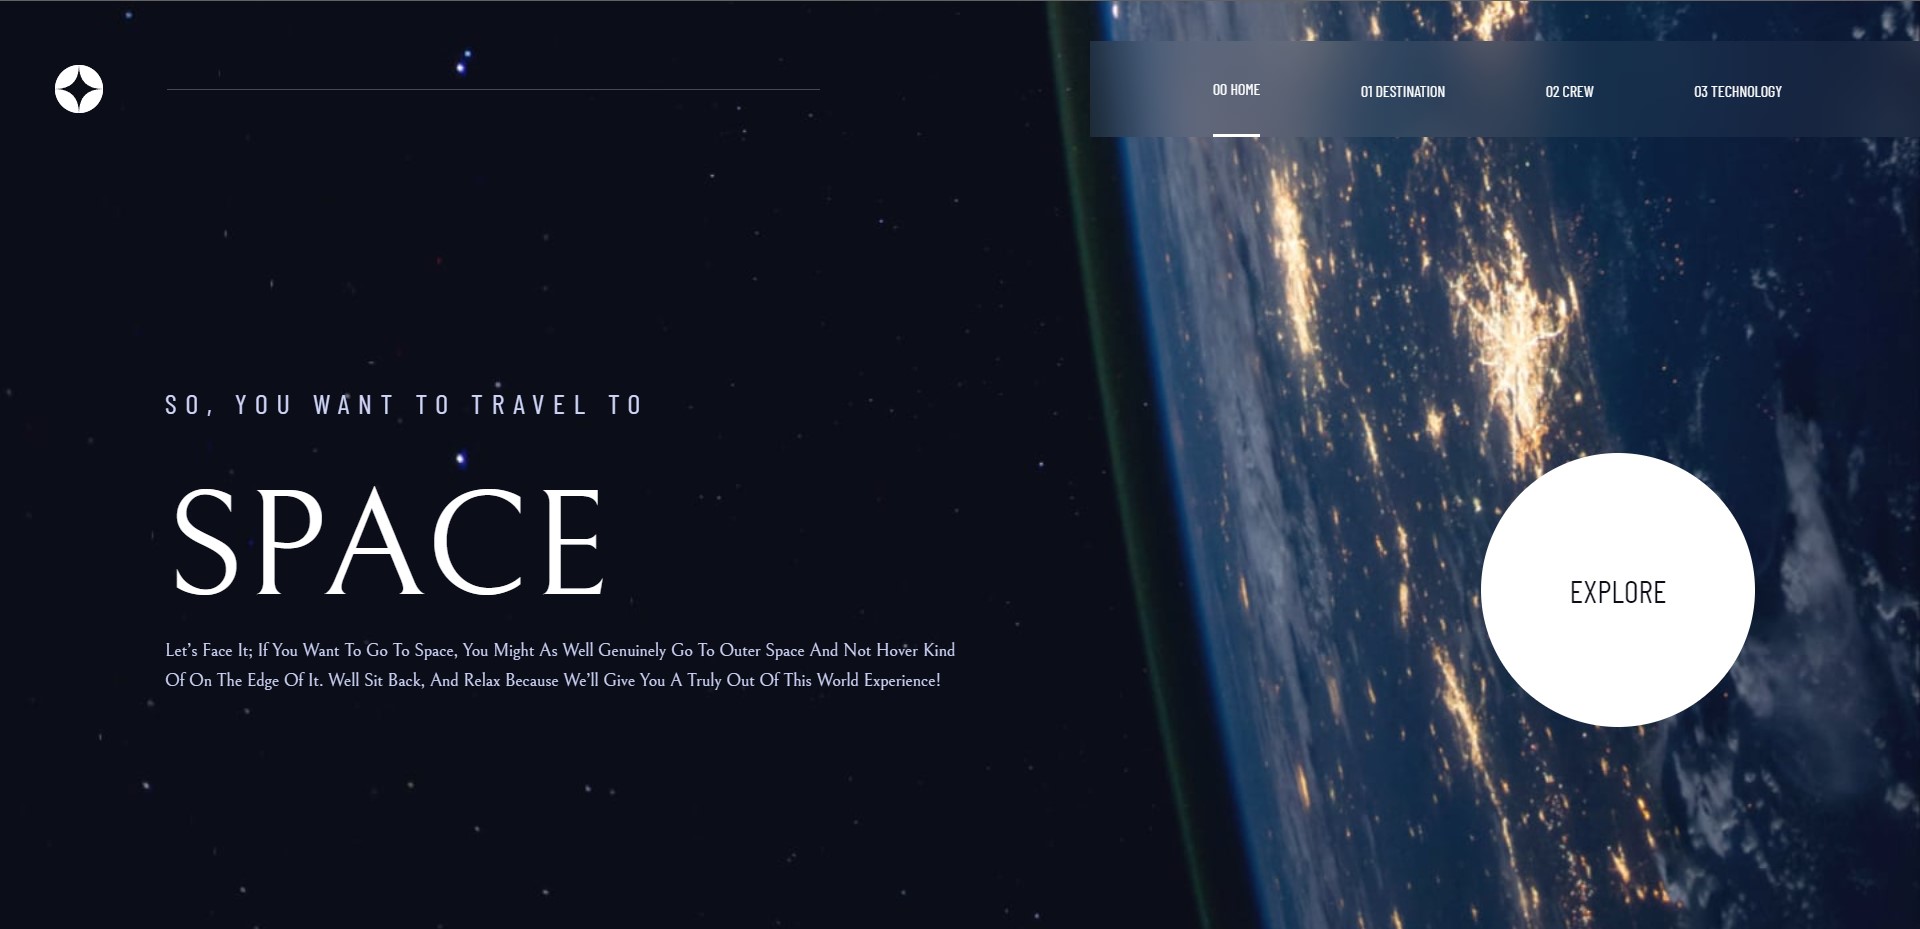 00 HOME
01 DESTINATION
02 CREW
03 TECHNOLOGY
SO, YOU WANT TO TRAVEL TO
SPACE
Let’s Face It; If You Want To Go To Space, You Might As Well Genuinely Go To Outer Space And Not Hover Kind
Of On The Edge Of It. Well Sit Back, And Relax Because We’ll Give You A Truly Out Of This World Experience!
EXPLORE